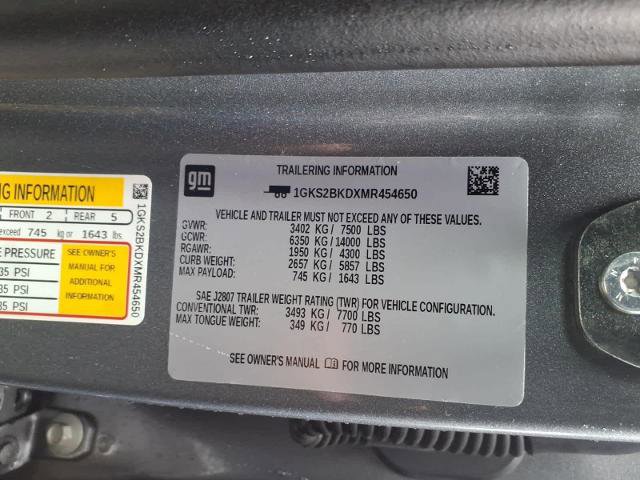 NG INFORMATION
FRONT 2 REAR 5
exceed 745 kg or 1643 lbs.
E PRESSURE
35 PSI
35 PSI
35 PSI
SEE OWNER'S
MANUAL FOR
ADDITIONAL
INFORMATION
1GKS2BKDXMR454650
gm
TRAILERING INFORMATION
1GKS2BKDXMR454650
VEHICLE AND TRAILER MUST NOT EXCEED ANY OF THESE VALUES.
GVWR: 3402 KG/ 7500 LBS
GCWR: 6350 KG/14000 LBS
RGAWR: 1950 KG/ 4300 LBS
CURB WEIGHT: 2657 KG/ 5857 LBS
MAX PAYLOAD: 745 KG/ 1643 LBS
SAE J2807 TRAILER WEIGHT RATING (TWR) FOR VEHICLE CONFIGURATION.
CONVENTIONAL TWR: 3493 KG/ 7700 LBS
MAX TONGUE WEIGHT: 349 KG/ 770 LBS
SEE OWNER'S MANUAL FOR MORE INFORMATION